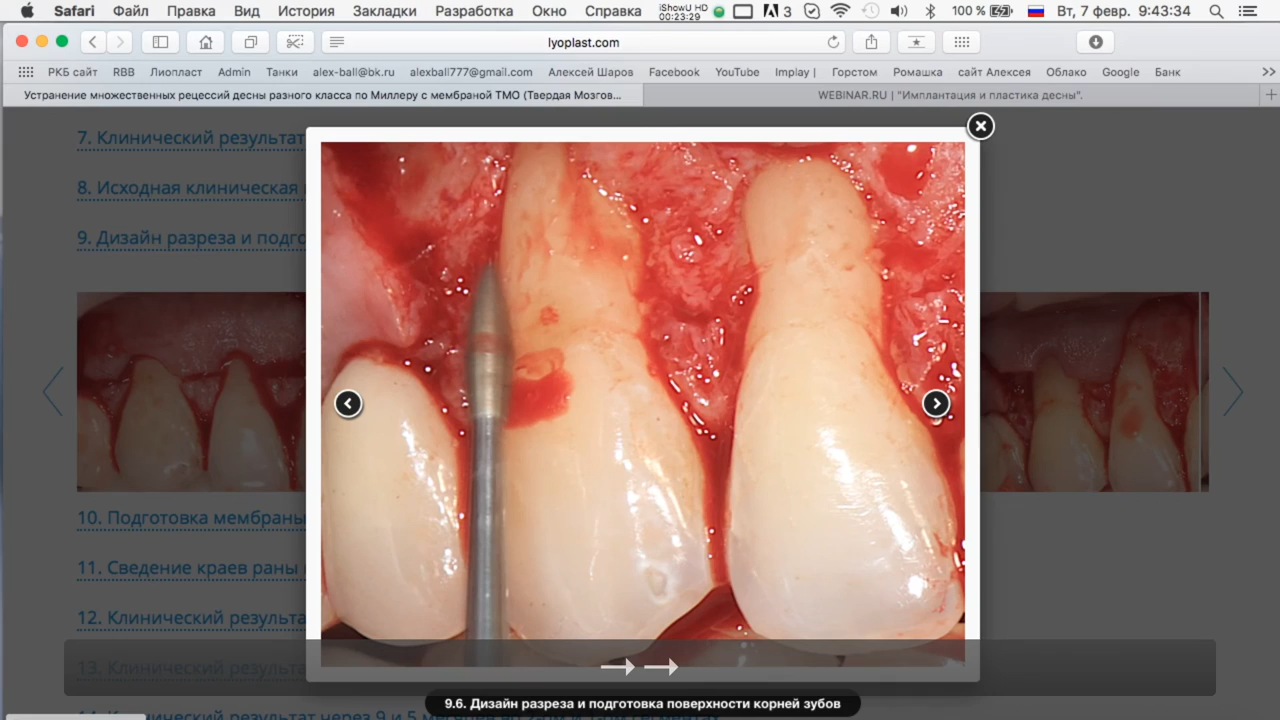 Safari Файл Правка Вид История Закладки Разработка Окно Справка iShowU HD 00:23:29 3 100 % Вт, 7 февр. 9:43:34
lyoplast.com
РКБ сайт RBB Лиопласт Admin Танки alex-ball@bk.ru alexball777@gmail.com Алексей Шаров Facebook YouTube Implay | Горстом Ромашка сайт Алексея Облако Google Банк >>
Устранение множественных рецессий десны разного класса по Миллеру с мембраной ТМО (Твердая Мозгов... WEBINAR.RU | "Имплантация и пластика десны".
7. Клинический результат
8. Исходная клиническая
9. Дизайн разреза и подго
10. Подготовка мембраны
11. Сведение краев раны
12. Клинический результа
13. Клинический результа
9.6. Дизайн разреза и подготовка поверхности корней зубов